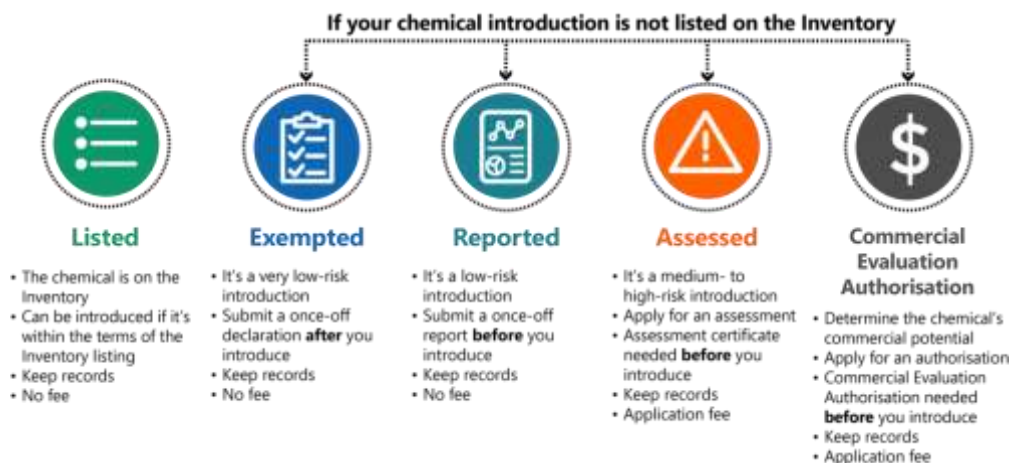 If your chemical introduction is not listed on the Inventory
Listed
• The chemical is on the
Inventory
• Can be introduced if it's
within the terms of the
Inventory listing
• Keep records
• No fee
Exempted
• It's a very low-risk
introduction
• Submit a once-off
declaration after you
introduce
• Keep records
• No fee
Reported
• It's a low-risk
introduction
• Submit a once-off
report before you
introduce
• Keep records
• No fee
Assessed
• It's a medium- to
high-risk introduction
• Apply for an assessment
• Assessment certificate
needed before you
introduce
• Keep records
• Application fee
$
Commercial
Evaluation
Authorisation
• Determine the chemical's
commercial potential
• Apply for an authorisation
• Commercial Evaluation
Authorisation needed
before you introduce
• Keep records
• Application fee